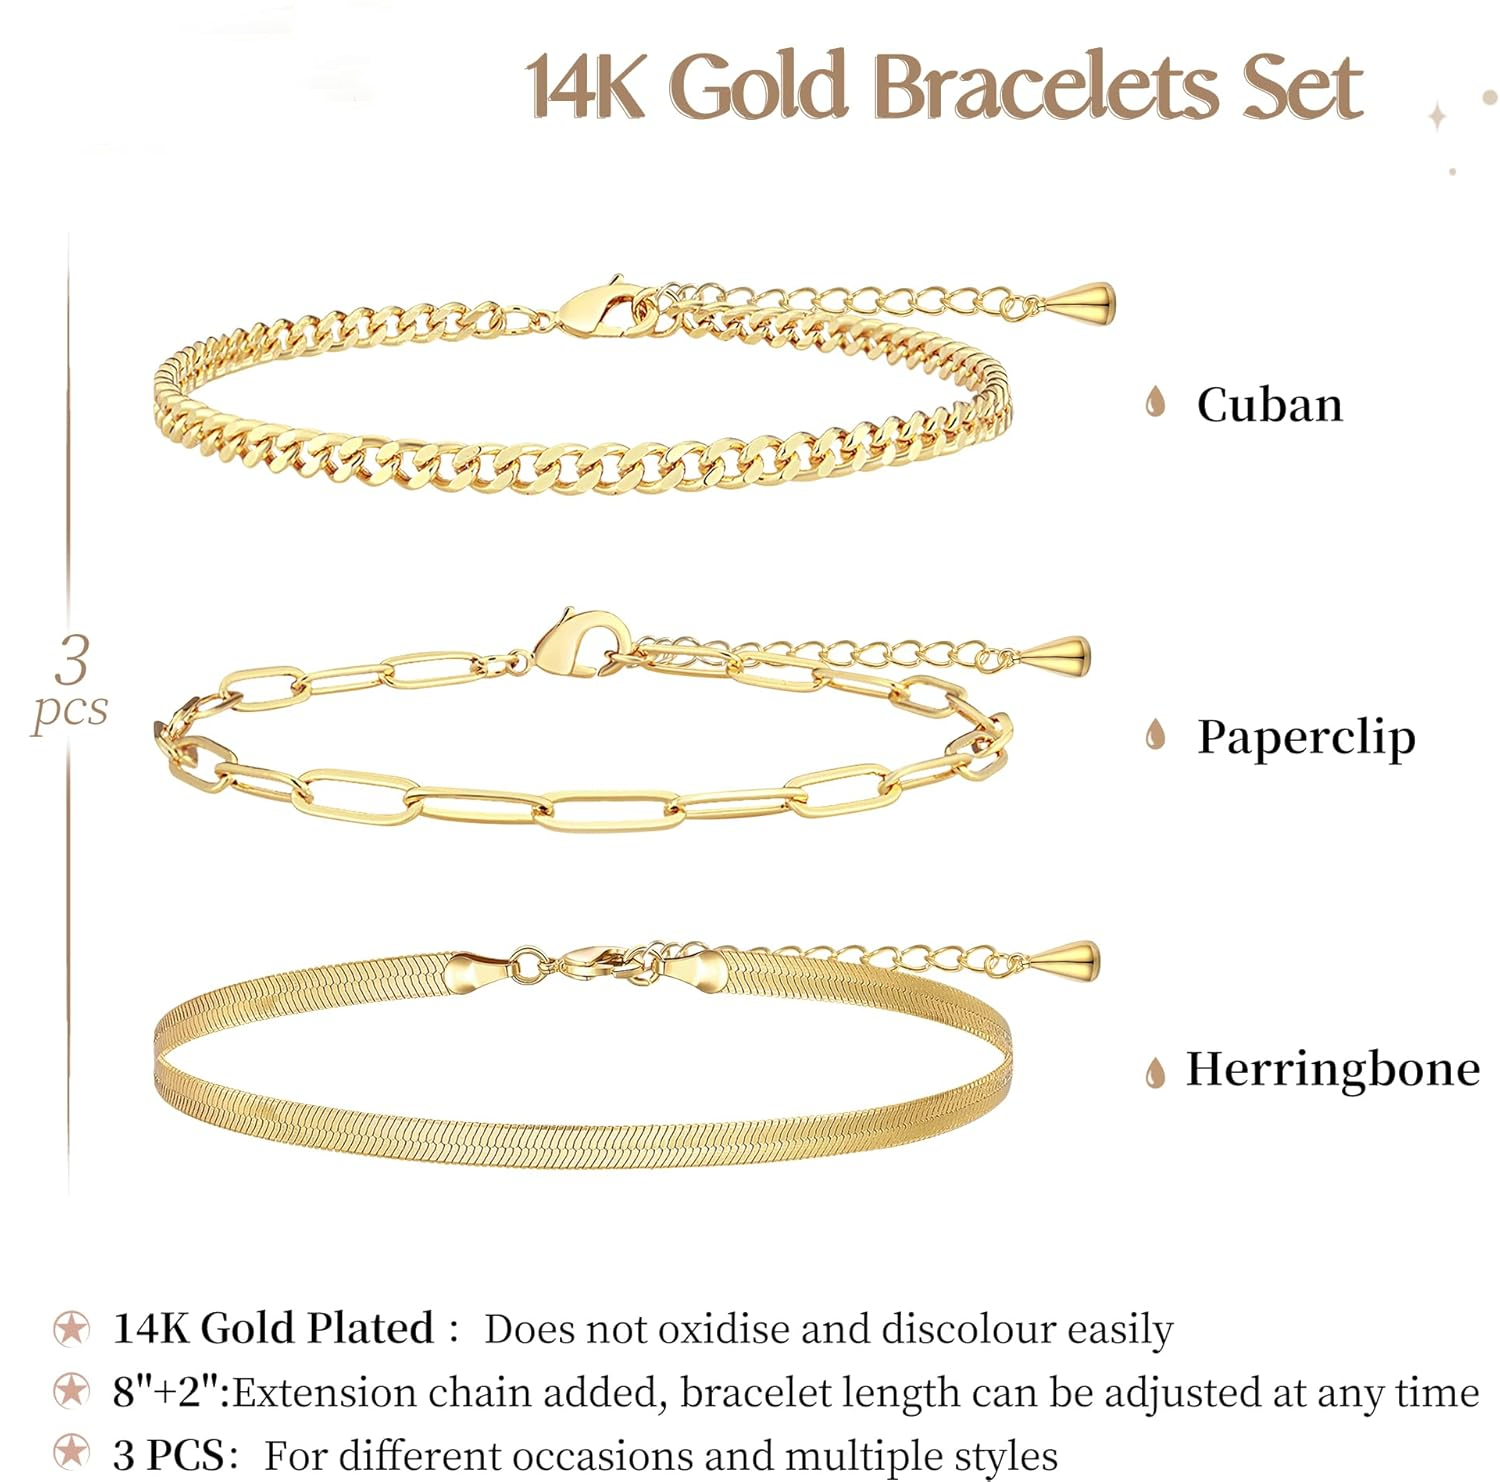 14K Gold Bracelets Set
Cuban
3
pcs
Paperclip
Herringbone
14K Gold Plated : Does not oxidise and discolour easily
8"+2":Extension chain added, bracelet length can be adjusted at any time
3 PCS: For different occasions and multiple styles